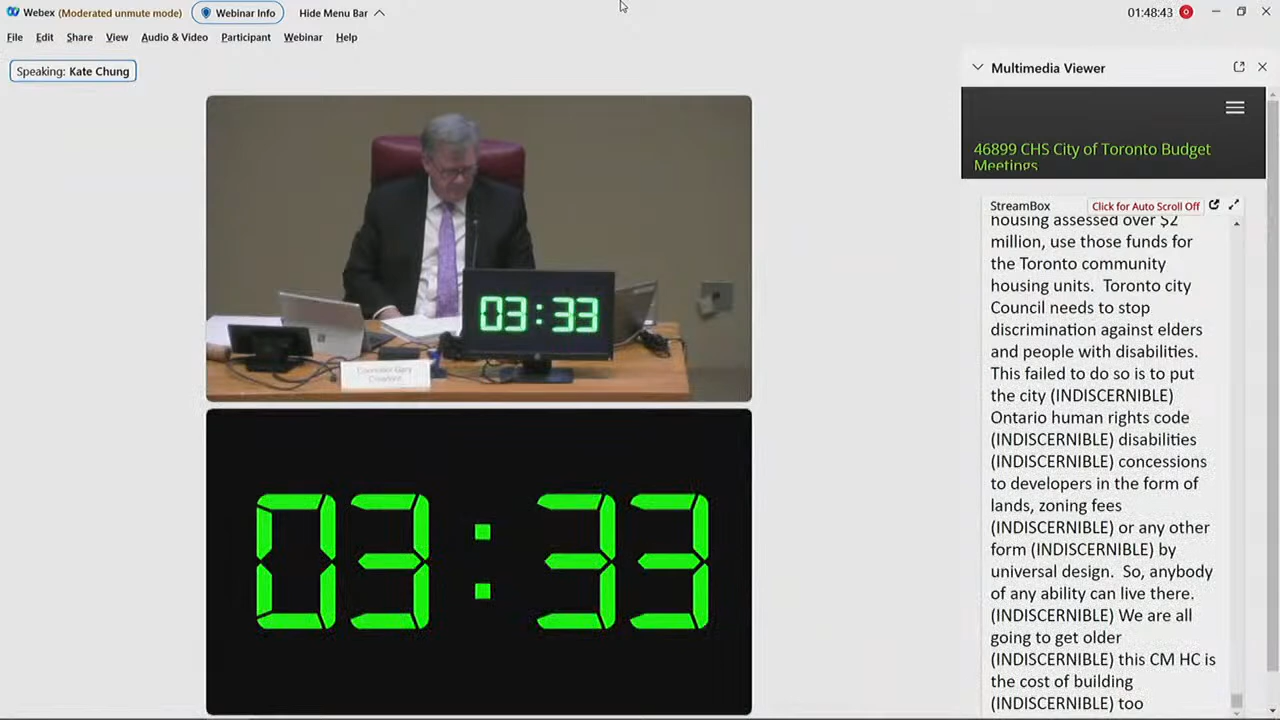 Webex (Moderated unmute mode) Webinar Info Hide Menu Bar 01:48:43
File Edit Share View Audio & Video Participant Webinar Help
Speaking: Kate Chung
03:33
Councillor Gary
Crawford
03:33
Multimedia Viewer
46899 CHS City of Toronto Budget
Meetings
StreamBox Click for Auto Scroll Off
housing assessed over $2
million, use those funds for
the Toronto community
housing units. Toronto city
Council needs to stop
discrimination against elders
and people with disabilities.
This failed to do so is to put
the city (INDISCERNIBLE)
Ontario human rights code
(INDISCERNIBLE) disabilities
(INDISCERNIBLE) concessions
to developers in the form of
lands, zoning fees
(INDISCERNIBLE) or any other
form (INDISCERNIBLE) by
universal design. So, anybody
of any ability can live there.
(INDISCERNIBLE) We are all
going to get older
(INDISCERNIBLE) this CM HC is
the cost of building
(INDISCERNIBLE) too